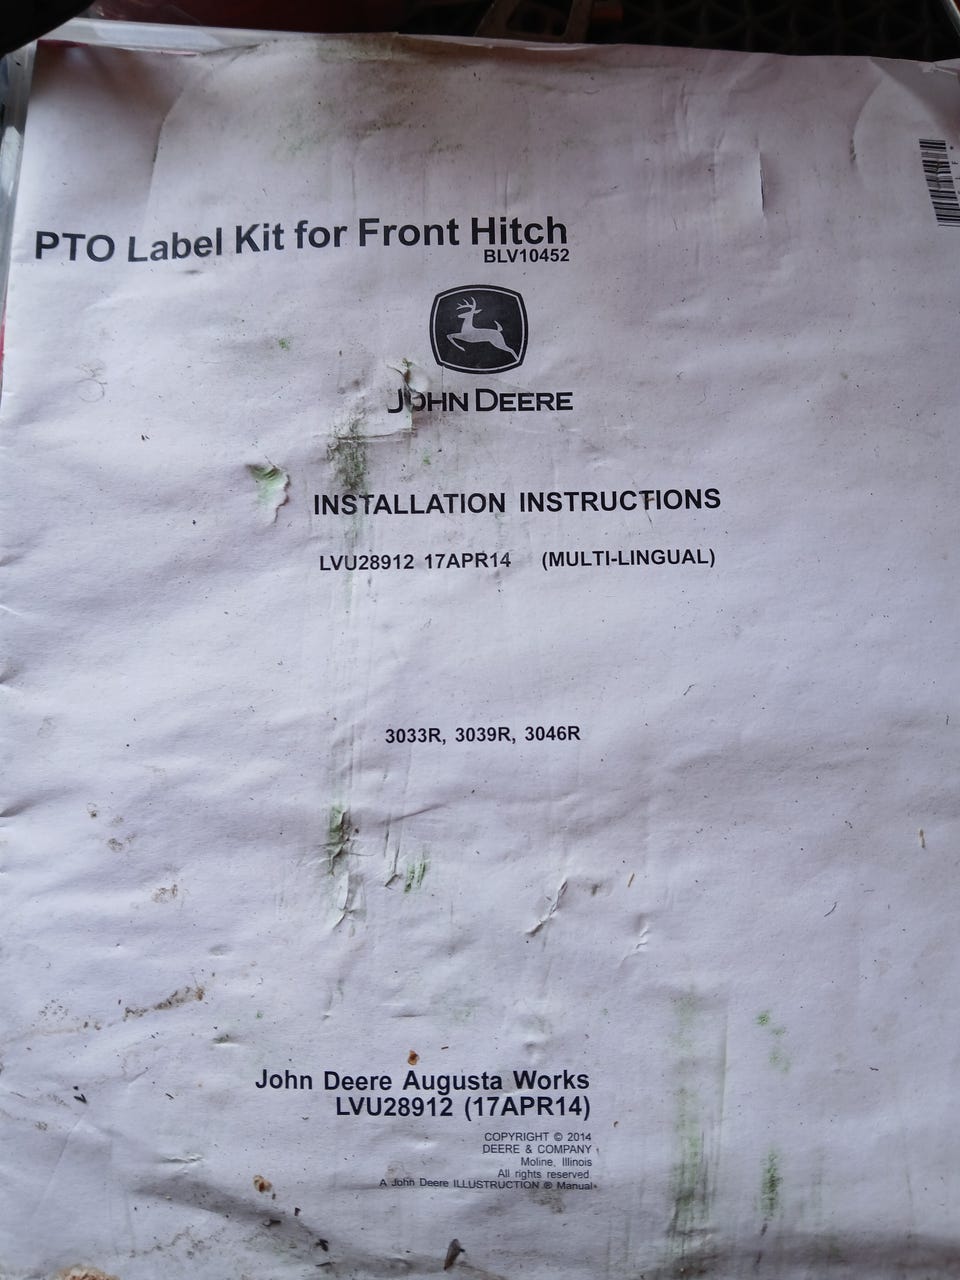 PTO Label Kit for Front Hitch
BLV10452
JOHN DEERE
INSTALLATION INSTRUCTIONS
LVU28912 17APR14 (MULTI-LINGUAL)
3033R, 3039R, 3046R
John Deere Augusta Works
LVU28912 (17APR14)
COPYRIGHT © 2014
DEERE & COMPANY
Moline, Illinois
All rights reserved.
A John Deere ILLUSTRUCTION ® Manual